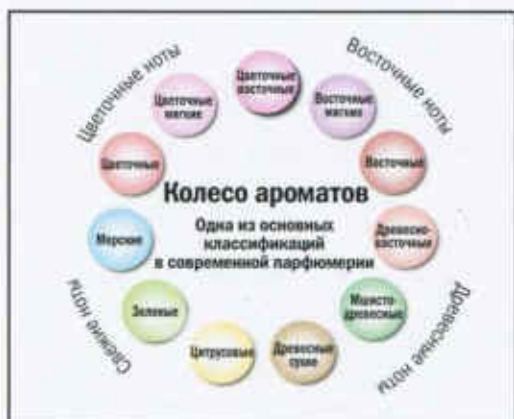 Цветочные ноты
Восточные ноты
Цветочные
восточные
Цветочные
мягкие
Восточные
мягкие
Цветочные
Восточные
Колесо ароматов
Одна из основных
классификаций
в современной парфюмерии
Морские
Древесно-
восточные
Зеленые
Мшисто-
древесные
Цитрусовые
Древесные
сухие
Свежие ноты
Древесные ноты